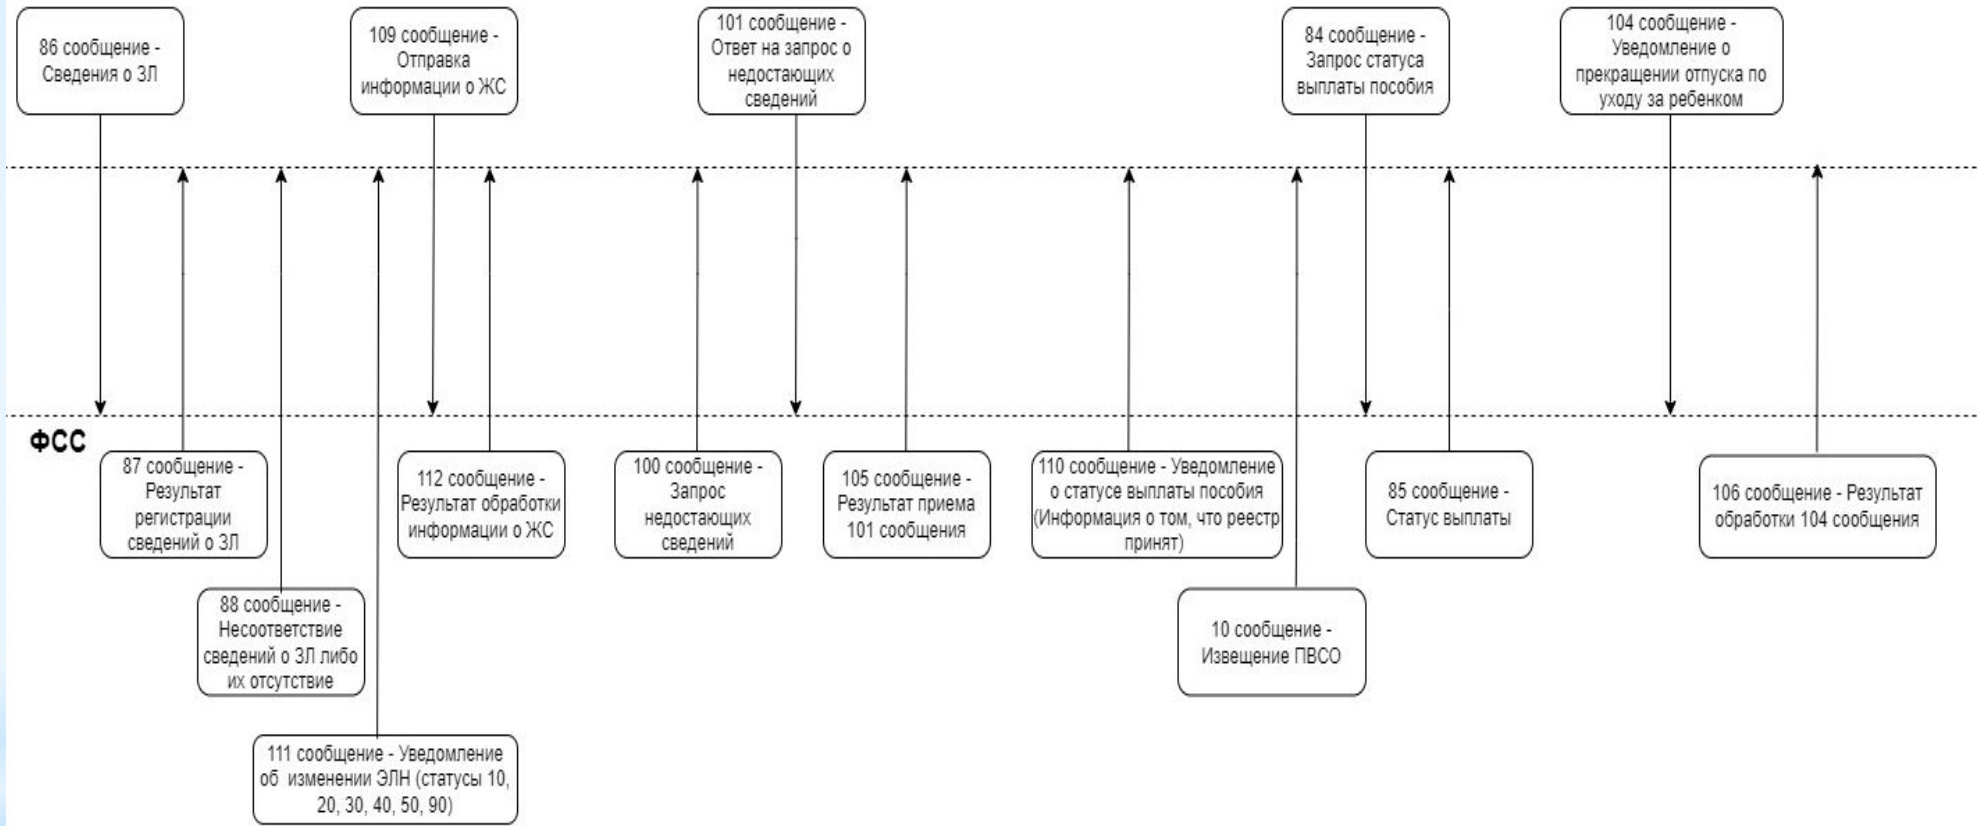 86 сообщение -
Сведения о ЗЛ
109 сообщение -
Отправка
информации о ЖС
101 сообщение -
Ответ на запрос о
недостающих
сведений
84 сообщение -
Запрос статуса
выплаты пособия
104 сообщение -
Уведомление о
прекращении отпуска по
уходу за ребенком
ФСС
87 сообщение -
Результат
регистрации
сведений о ЗЛ
112 сообщение -
Результат обработки
информации о ЖС
100 сообщение -
Запрос
недостающих
сведений
105 сообщение -
Результат приема
101 сообщения
110 сообщение - Уведомление
о статусе выплаты пособия
(Информация о том, что реестр
принят)
85 сообщение -
Статус выплаты
106 сообщение - Результат
обработки 104 сообщения
88 сообщение -
Несоответствие
сведений о ЗЛ либо
их отсутствие
10 сообщение -
Извещение ПВСО
111 сообщение - Уведомление
об изменении ЭЛН (статусы 10,
20, 30, 40, 50, 90)